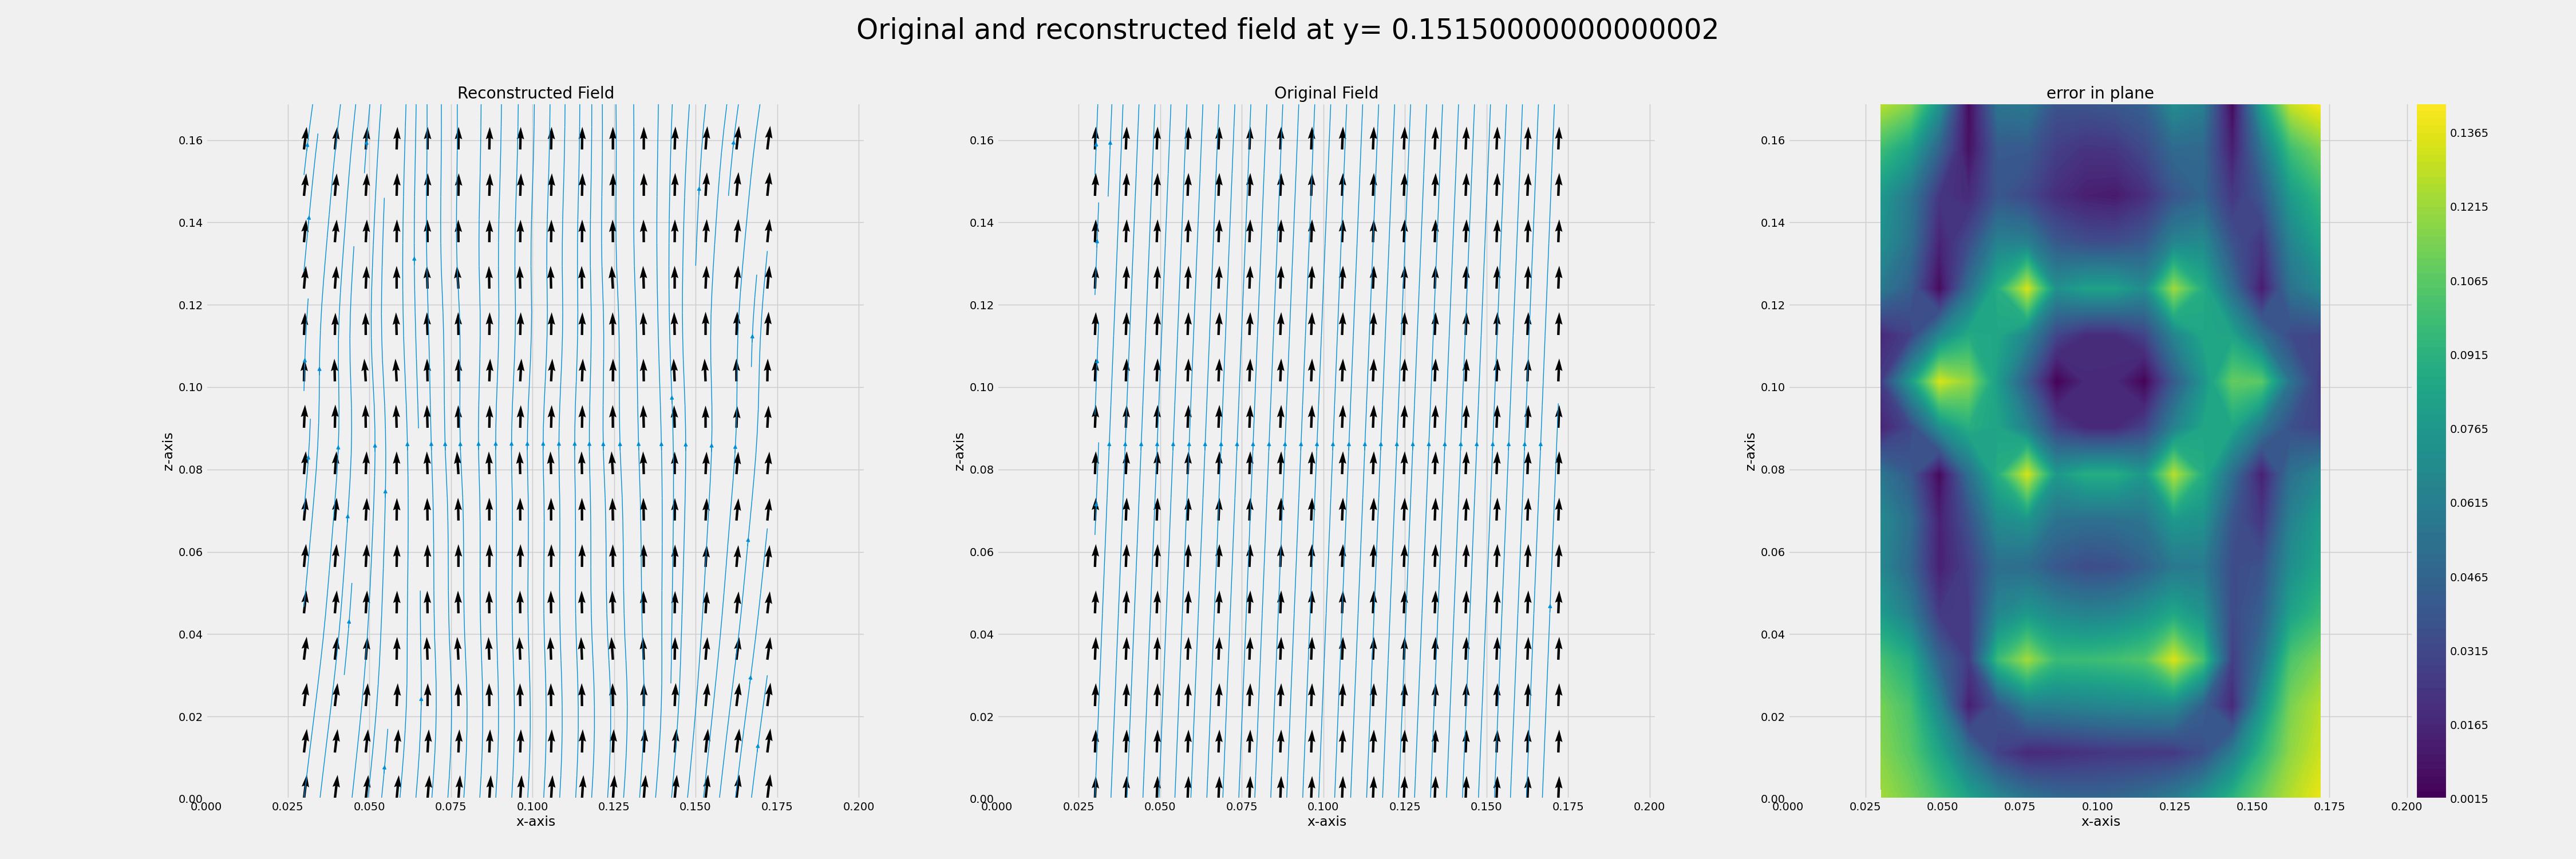 Original and reconstructed field at y= 0.15150000000000002
Reconstructed Field
0.16
0.14
0.12
0.10
0.08
0.06
0.04
0.02
0.00
z-axis
0.000 0.025 0.050 0.075 0.100 0.125 0.150 0.175 0.200
x-axis
Original Field
0.16
0.14
0.12
0.10
0.08
0.06
0.04
0.02
0.00
z-axis
0.000 0.025 0.050 0.075 0.100 0.125 0.150 0.175 0.200
x-axis
error in plane
0.16
0.14
0.12
0.10
0.08
0.06
0.04
0.02
0.00
z-axis
0.000 0.025 0.050 0.075 0.100 0.125 0.150 0.175 0.200
x-axis
0.1365
0.1215
0.1065
0.0915
0.0765
0.0615
0.0465
0.0315
0.0165
0.0015